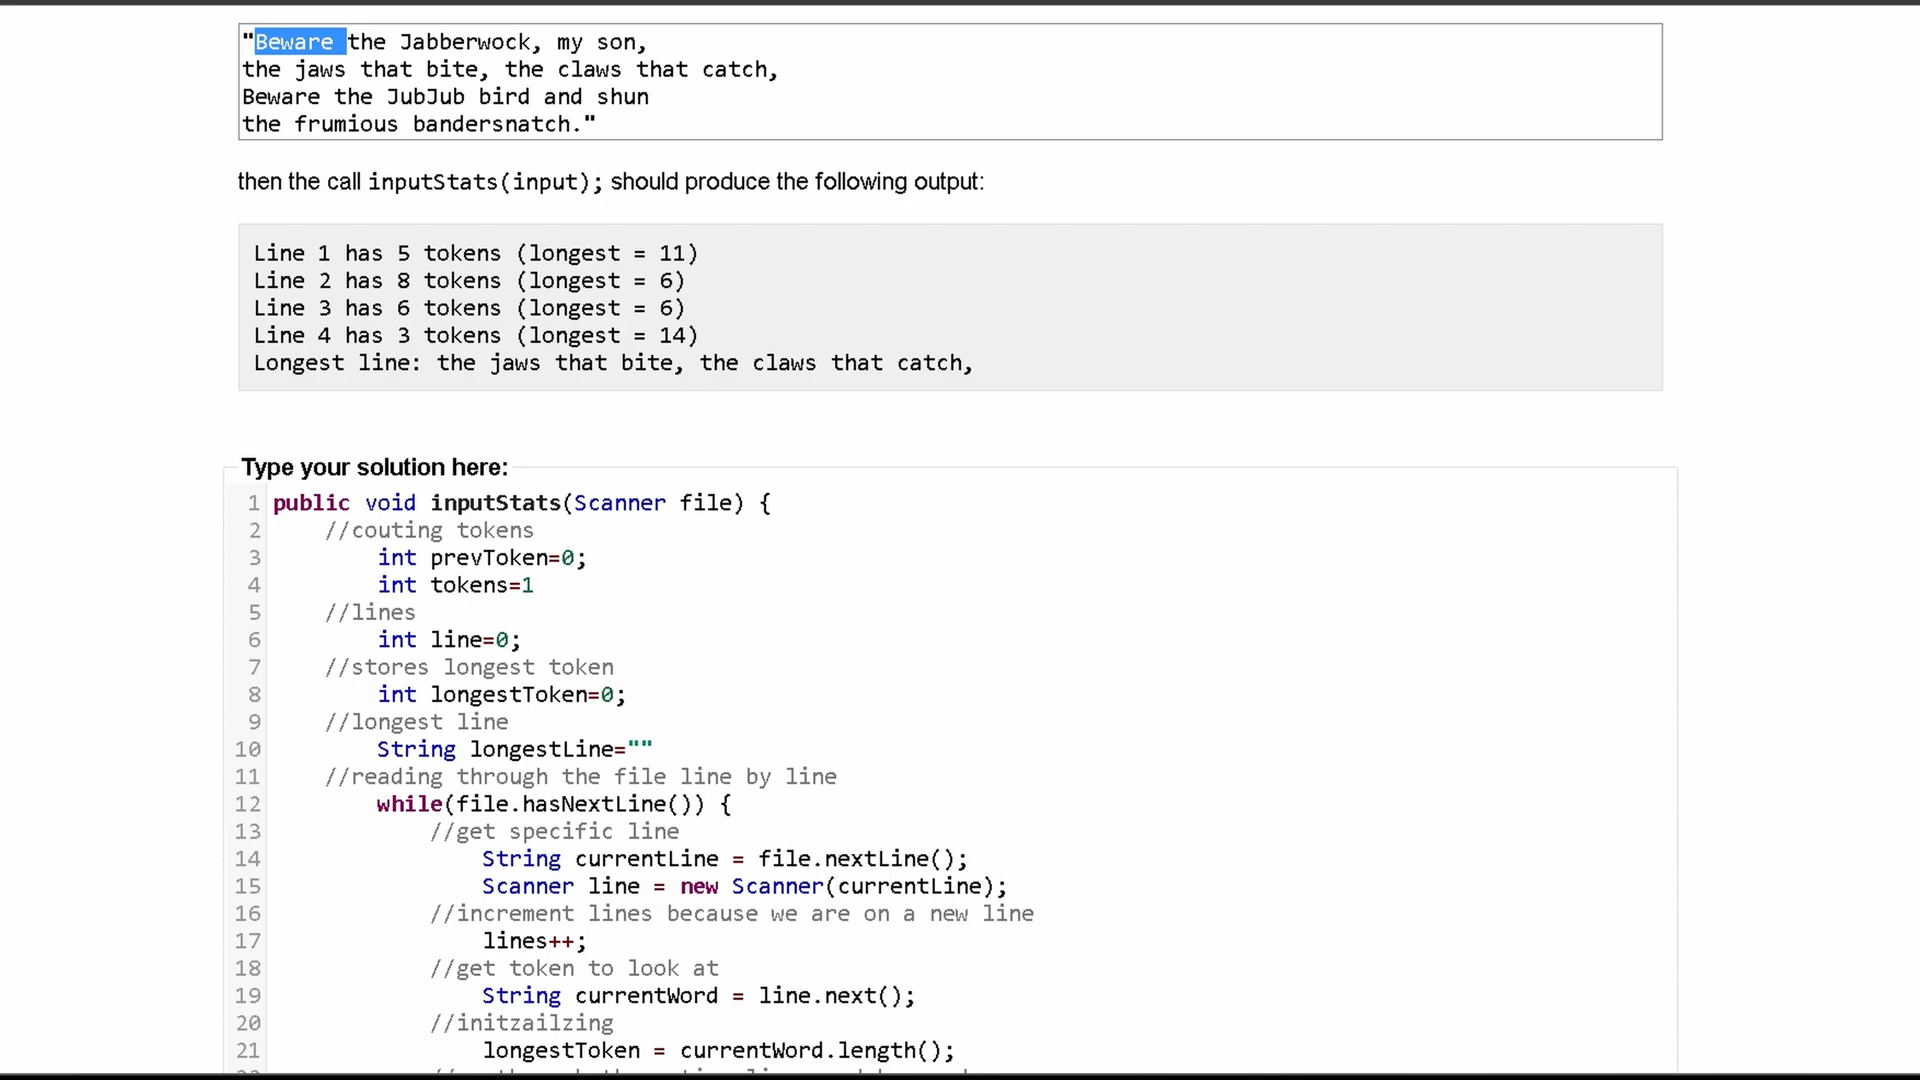 "Beware the Jabberwock, my son,
the jaws that bite, the claws that catch,
Beware the JubJub bird and shun
the frumious bandersnatch."
then the call inputStats(input); should produce the following output:
Line 1 has 5 tokens (longest = 11)
Line 2 has 8 tokens (longest = 6)
Line 3 has 6 tokens (longest = 6)
Line 4 has 3 tokens (longest = 14)
Longest line: the jaws that bite, the claws that catch,
Type your solution here:
1 public void inputStats(Scanner file) {
2 //couting tokens
3 int prevToken=0;
4 int tokens=1
5 //lines
6 int line=0;
7 //stores longest token
8 int longestToken=0;
9 //longest line
10 String longestLine=""
11 //reading through the file line by line
12 while(file.hasNextLine()) {
13 //get specific line
14 String currentLine = file.nextLine();
15 Scanner line = new Scanner(currentLine);
16 //increment lines because we are on a new line
17 lines++;
18 //get token to look at
19 String currentWord = line.next();
20 //initzailzing
21 longestToken = currentWord.length();